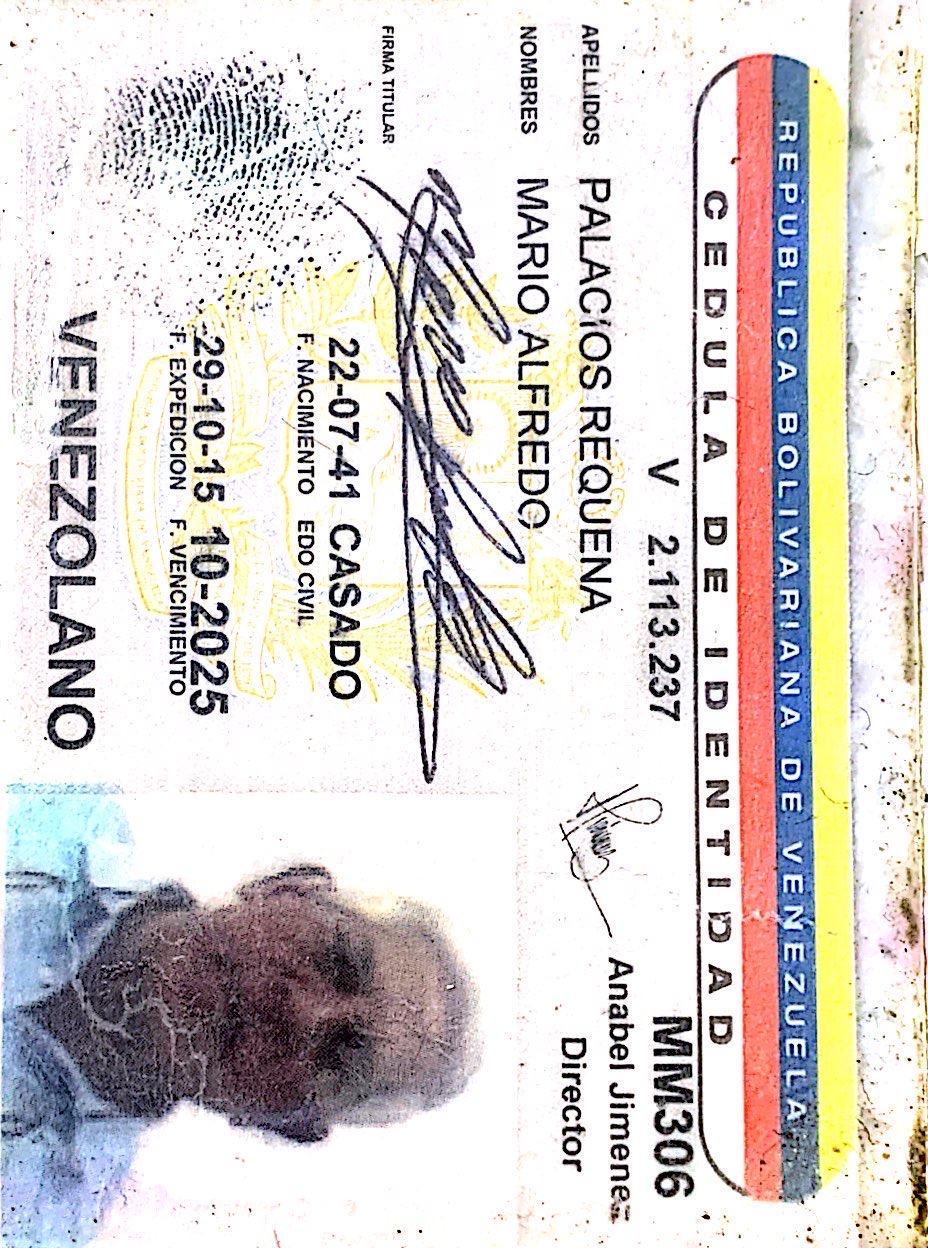 REPUBLICA BOLIVARIANA DE VENEZUELA
CEDULA DE IDENTIDAD
V 2.113.237 MM306
APELLIDOS PALACIOS REQUENA
Anabel Jimenez
Director
NOMBRES MARIO ALFREDO
FIRMA TITULAR
22-07-41 CASADO
F. NACIMIENTO EDO CIVIL
29-10-15 10-2025
F. EXPEDICION F. VENCIMIENTO
VENEZOLANO